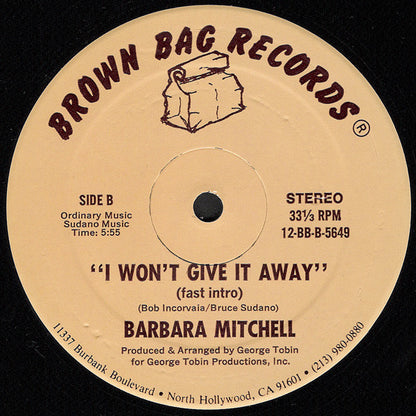 BROWN BAG RECORDS ®
SIDE B
Ordinary Music
Sudano Music
Time: 5:55
STEREO
33⅓ RPM
12-BB-B-5649
"I WON'T GIVE IT AWAY"
(fast intro)
(Bob Incorvaia/Bruce Sudano)
BARBARA MITCHELL
Produced & Arranged by George Tobin
for George Tobin Productions, Inc.
11337 Burbank Boulevard • North Hollywood, CA 91601 • (213) 980-0880